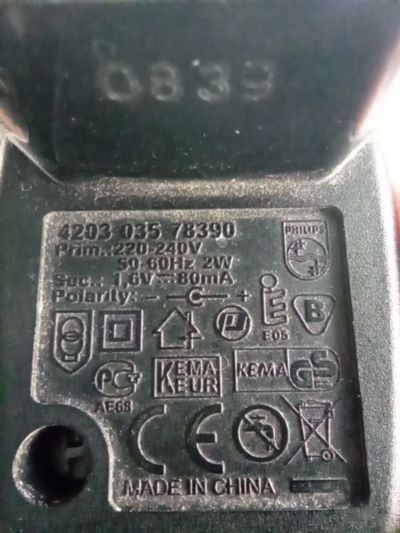 0839
4203 035 78390
PHILIPS
Prim.:220-240V
50-60Hz 2W
Sec.: 1,6V⎓80mA
Polarity: - +
E05
B
AE68
KEMA
KEUR
KEMA
GS
CE
MADE IN CHINA